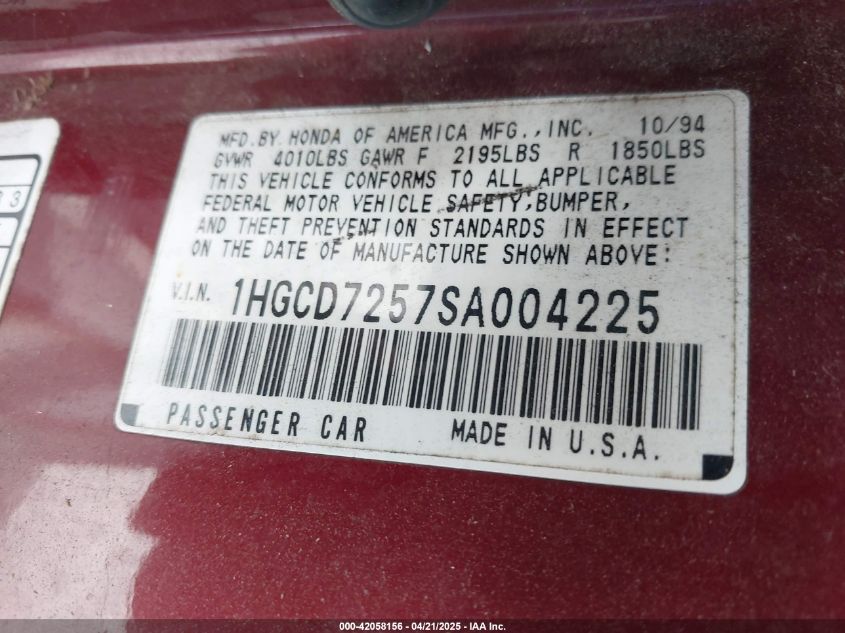 MFD.BY HONDA OF AMERICA MFG.,INC. 10/94
GVWR 4010LBS GAWR F 2195LBS R 1850LBS
THIS VEHICLE CONFORMS TO ALL APPLICABLE
FEDERAL MOTOR VEHICLE SAFETY,BUMPER,
AND THEFT PREVENTION STANDARDS IN EFFECT
ON THE DATE OF MANUFACTURE SHOWN ABOVE:
V.I.N. 1HGCD7257SA004225
PASSENGER CAR MADE IN U.S.A.
000-42058156 - 04/21/2025 - IAA Inc.